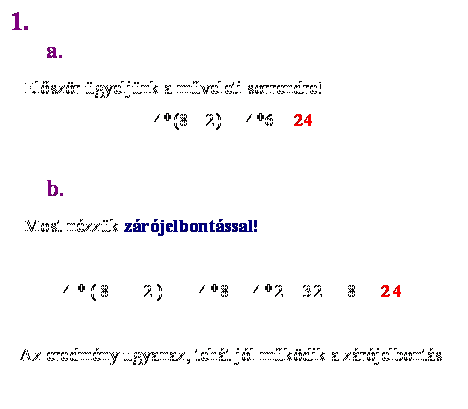 1.
a.
Először ügyeljünk a műveleti sorrendre!
4*(8 2) 4*6 24
b.
Most nézzük zárójelbontással!
4*(8 2) 4*8 4*2 32 8 24
Az eredmény ugyanaz, tehát jól működik a zárójelbontás